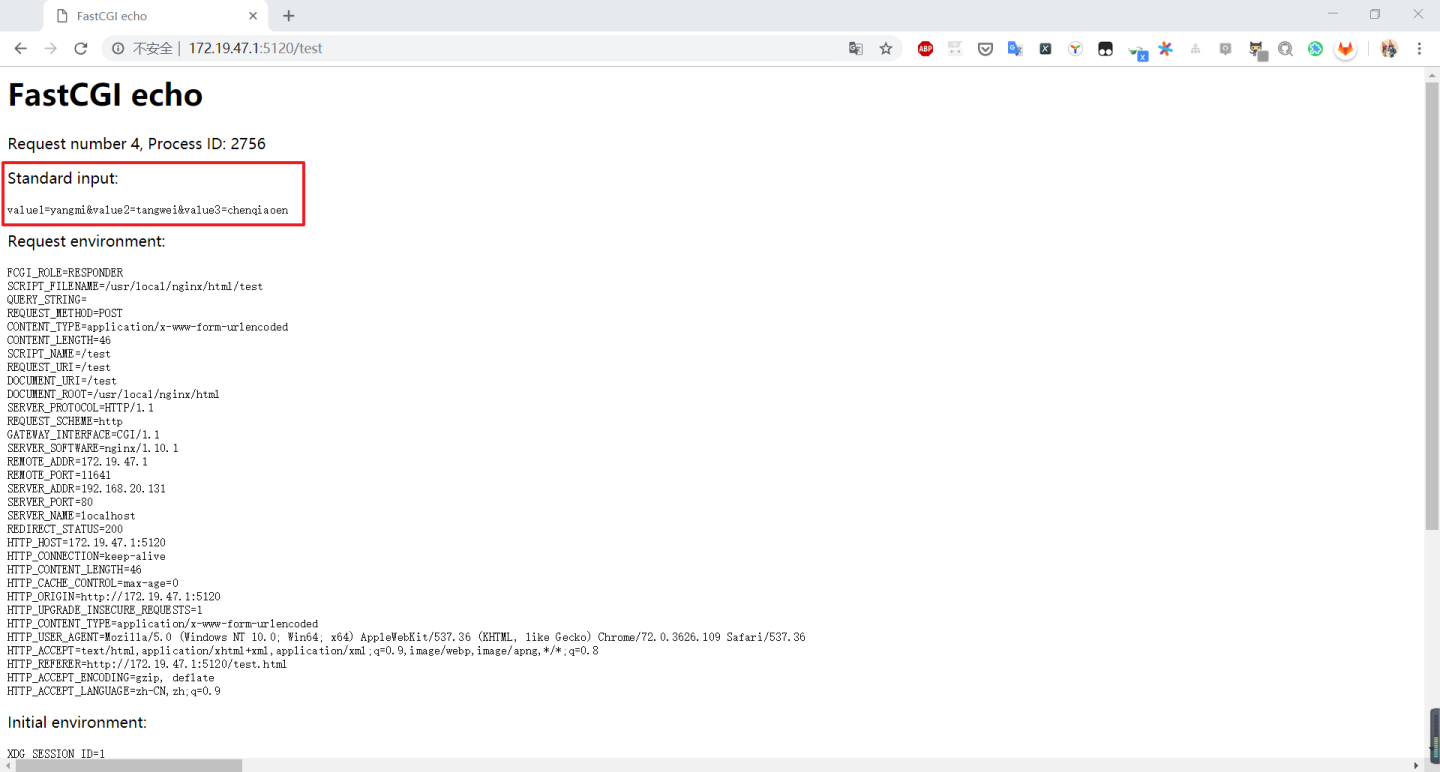 FastCGI echo
不安全 | 172.19.47.1:5120/test
ABP
FastCGI echo
Request number 4, Process ID: 2756
Standard input:
value1=yangmi&value2=tangwei&value3=chenqiaoen
Request environment:
FCGI_ROLE=RESPONDER
SCRIPT_FILENAME=/usr/local/nginx/html/test
QUERY_STRING=
REQUEST_METHOD=POST
CONTENT_TYPE=application/x-www-form-urlencoded
CONTENT_LENGTH=46
SCRIPT_NAME=/test
REQUEST_URI=/test
DOCUMENT_URI=/test
DOCUMENT_ROOT=/usr/local/nginx/html
SERVER_PROTOCOL=HTTP/1.1
REQUEST_SCHEME=http
GATEWAY_INTERFACE=CGI/1.1
SERVER_SOFTWARE=nginx/1.10.1
REMOTE_ADDR=172.19.47.1
REMOTE_PORT=11641
SERVER_ADDR=192.168.20.131
SERVER_PORT=80
SERVER_NAME=localhost
REDIRECT_STATUS=200
HTTP_HOST=172.19.47.1:5120
HTTP_CONNECTION=keep-alive
HTTP_CONTENT_LENGTH=46
HTTP_CACHE_CONTROL=max-age=0
HTTP_ORIGIN=http://172.19.47.1:5120
HTTP_UPGRADE_INSECURE_REQUESTS=1
HTTP_CONTENT_TYPE=application/x-www-form-urlencoded
HTTP_USER_AGENT=Mozilla/5.0 (Windows NT 10.0; Win64; x64) AppleWebKit/537.36 (KHTML, like Gecko) Chrome/72.0.3626.109 Safari/537.36
HTTP_ACCEPT=text/html,application/xhtml+xml,application/xml;q=0.9,image/webp,image/apng,*/*;q=0.8
HTTP_REFERER=http://172.19.47.1:5120/test.html
HTTP_ACCEPT_ENCODING=gzip, deflate
HTTP_ACCEPT_LANGUAGE=zh-CN,zh;q=0.9
Initial environment:
XDG_SESSION_ID=1